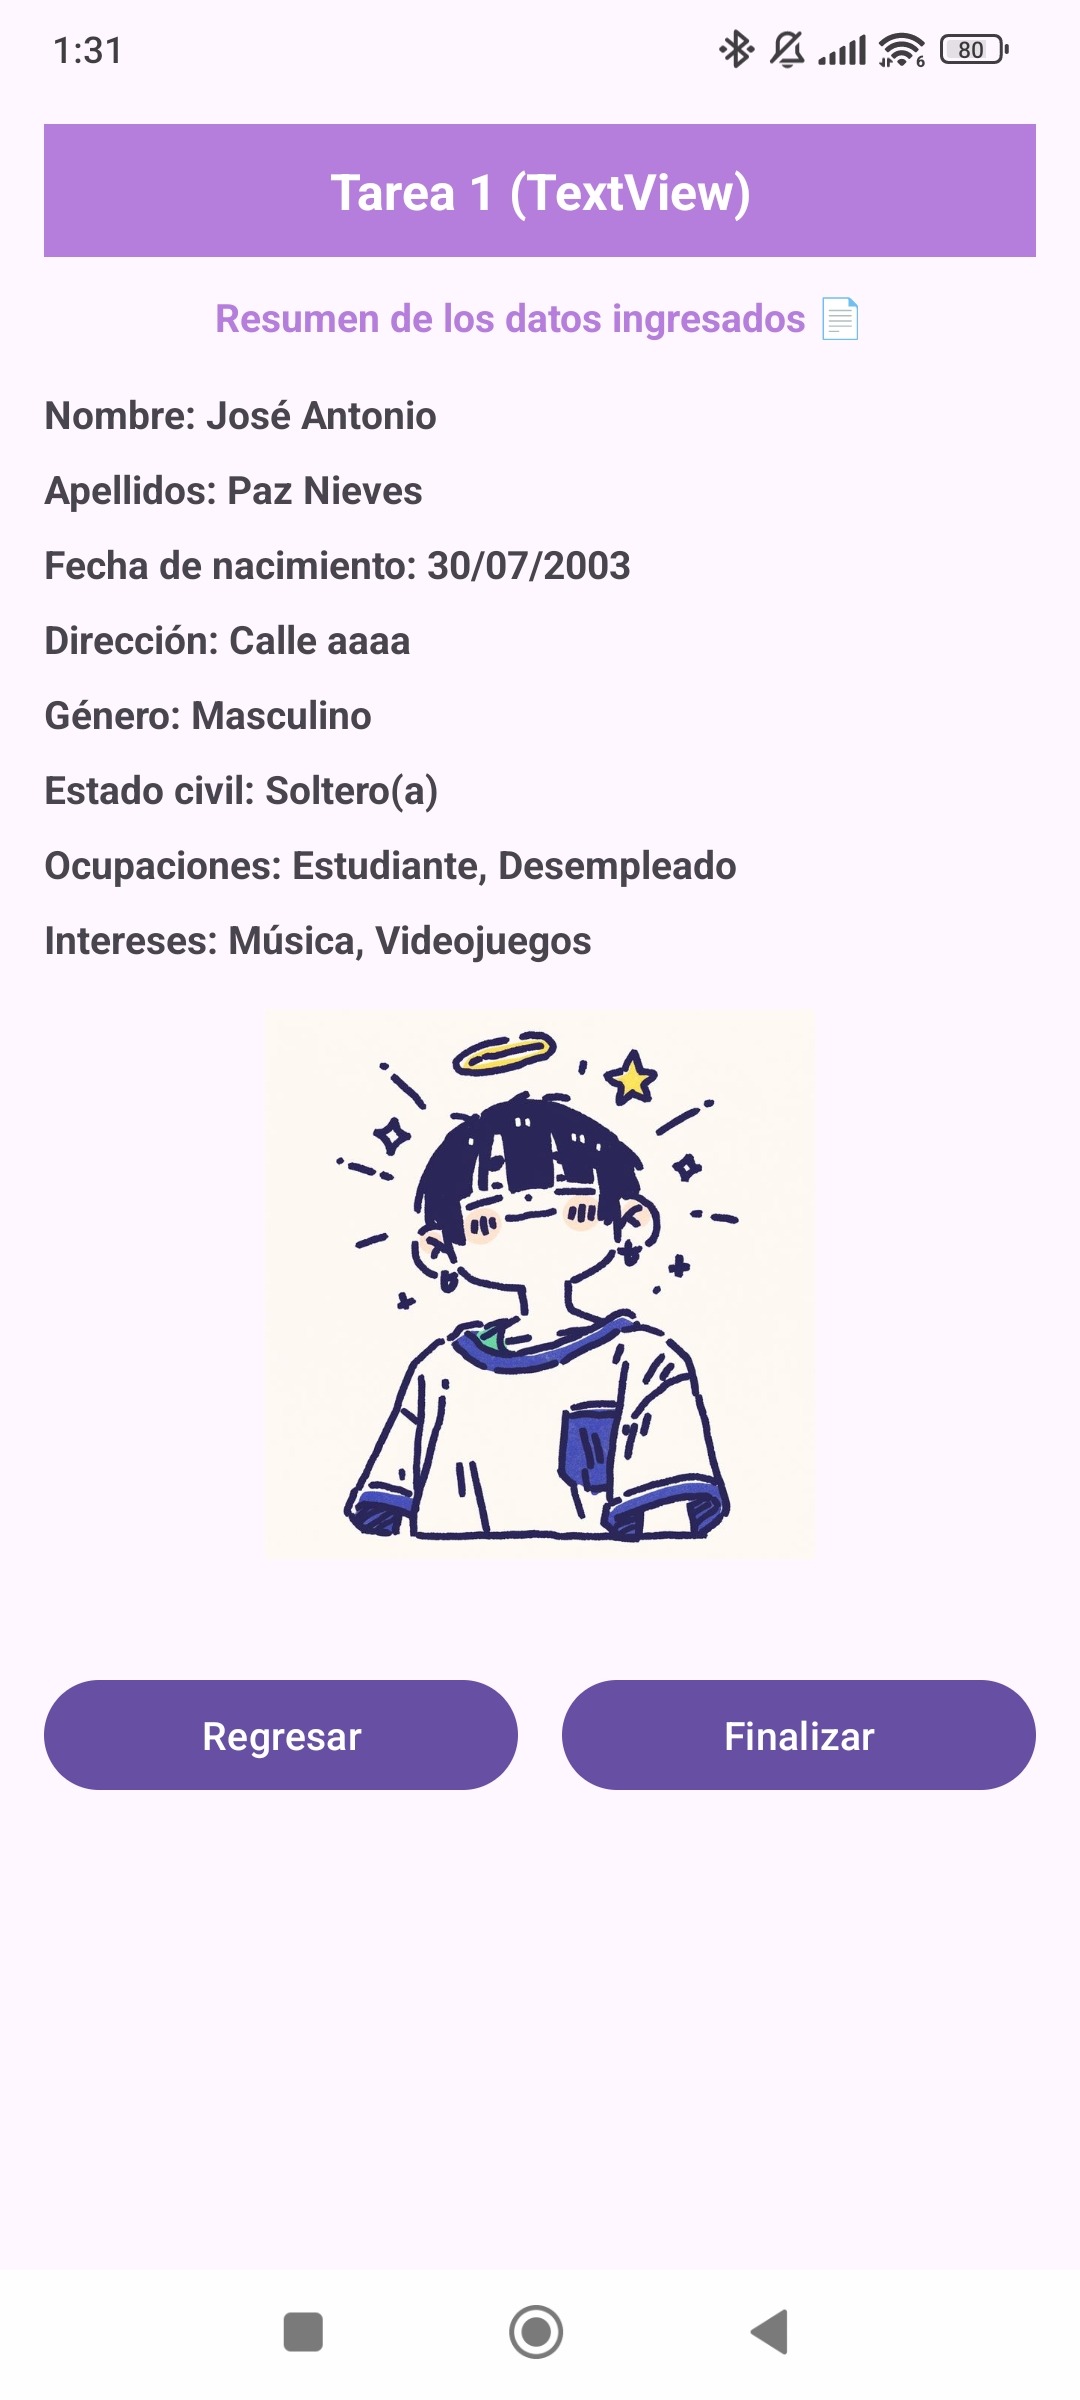 1:31
6
80
Tarea 1 (TextView)
Resumen de los datos ingresados 📄
Nombre: José Antonio
Apellidos: Paz Nieves
Fecha de nacimiento: 30/07/2003
Dirección: Calle aaaa
Género: Masculino
Estado civil: Soltero(a)
Ocupaciones: Estudiante, Desempleado
Intereses: Música, Videojuegos
Regresar
Finalizar